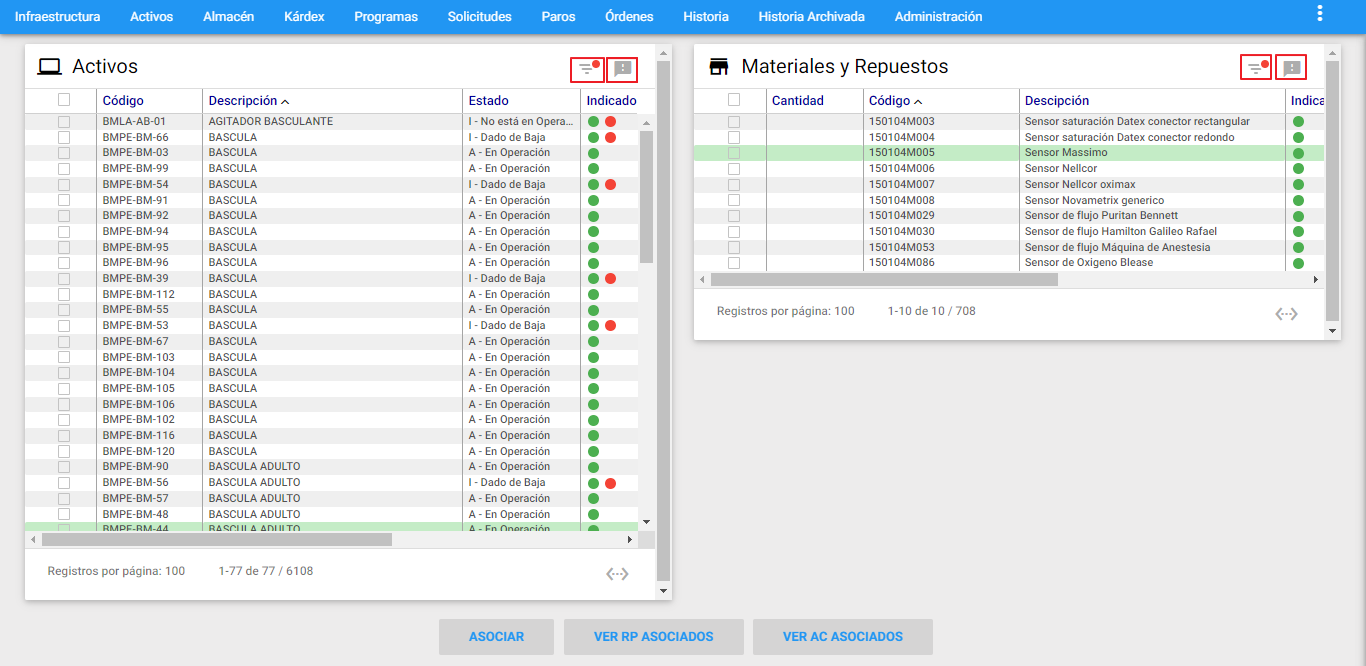 Infraestructura Activos Almacén Kárdex Programas Solicitudes Paros Órdenes Historia Historia Archivada Administración
Activos
Código Descripción Estado Indicado
BMLA-AB-01 AGITADOR BASCULANTE I - No está en Opera...
BMPE-BM-66 BASCULA I - Dado de Baja
BMPE-BM-03 BASCULA A - En Operación
BMPE-BM-99 BASCULA A - En Operación
BMPE-BM-54 BASCULA I - Dado de Baja
BMPE-BM-91 BASCULA A - En Operación
BMPE-BM-92 BASCULA A - En Operación
BMPE-BM-94 BASCULA A - En Operación
BMPE-BM-95 BASCULA A - En Operación
BMPE-BM-96 BASCULA A - En Operación
BMPE-BM-39 BASCULA I - Dado de Baja
BMPE-BM-112 BASCULA A - En Operación
BMPE-BM-55 BASCULA A - En Operación
BMPE-BM-53 BASCULA I - Dado de Baja
BMPE-BM-67 BASCULA A - En Operación
BMPE-BM-103 BASCULA A - En Operación
BMPE-BM-104 BASCULA A - En Operación
BMPE-BM-105 BASCULA A - En Operación
BMPE-BM-106 BASCULA A - En Operación
BMPE-BM-102 BASCULA A - En Operación
BMPE-BM-116 BASCULA A - En Operación
BMPE-BM-120 BASCULA A - En Operación
BMPE-BM-90 BASCULA ADULTO A - En Operación
BMPE-BM-56 BASCULA ADULTO I - Dado de Baja
BMPE-BM-57 BASCULA ADULTO A - En Operación
BMPE-BM-48 BASCULA ADULTO A - En Operación
BMPE-BM-44 BASCULA ADULTO A - En Operación
Registros por página: 100 1-77 de 77 / 6108
Materiales y Repuestos
Cantidad Código Descipción Indica
150104M003 Sensor saturación Datex conector rectangular
150104M004 Sensor saturación Datex conector redondo
150104M005 Sensor Massimo
150104M006 Sensor Nellcor
150104M007 Sensor Nellcor oximax
150104M008 Sensor Novametrix generico
150104M029 Sensor de flujo Puritan Bennett
150104M030 Sensor de flujo Hamilton Galileo Rafael
150104M053 Sensor de flujo Máquina de Anestesia
150104M086 Sensor de Oxigeno Blease
Registros por página: 100 1-10 de 10 / 708
ASOCIAR VER RP ASOCIADOS VER AC ASOCIADOS